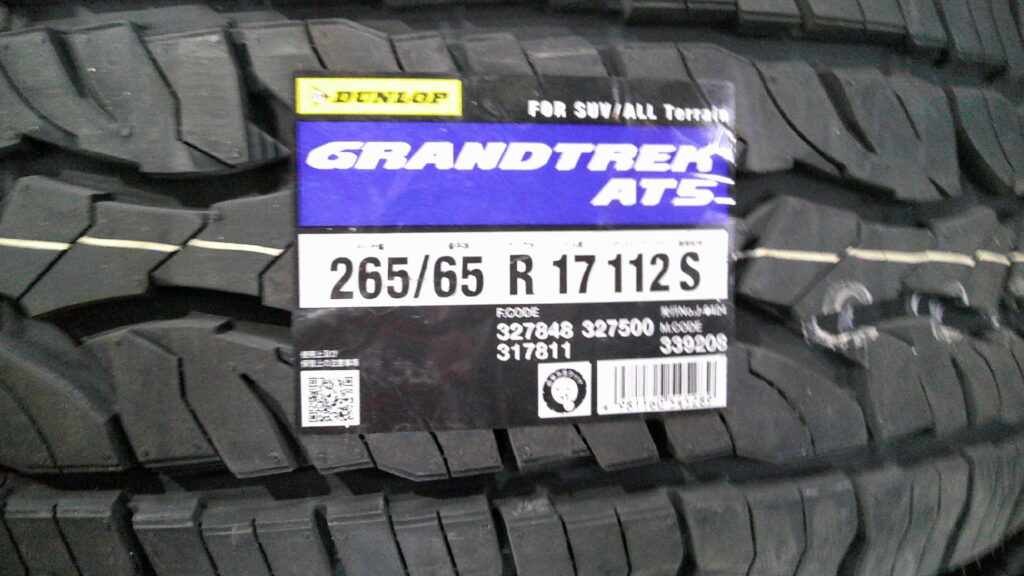 DUNLOP
FOR SUV/ALL Terrain
GRANDTREK
AT5
265/65 R 17 112 S
F.CODE
327848 327500
M.CODE
317811
339208